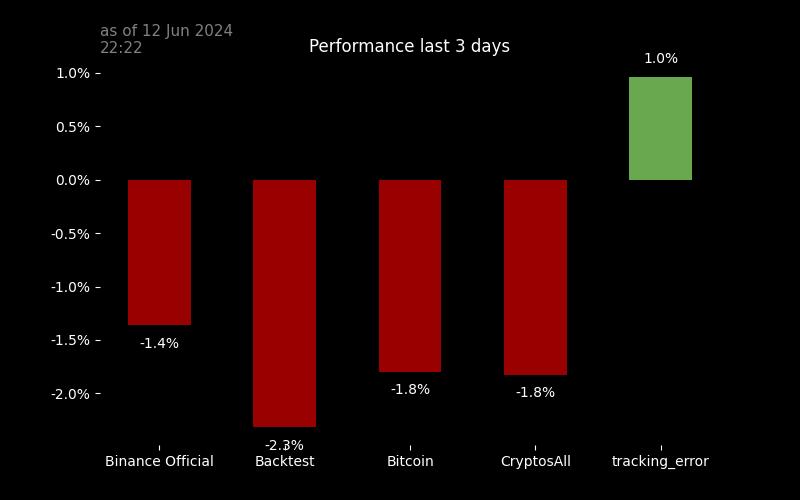 as of 12 Jun 2024
22:22
Performance last 3 days
1.0%
1.0%
0.5%
0.0%
-0.5%
-1.0%
-1.5%
-2.0%
-1.4%
-2.3%
-1.8%
-1.8%
Binance Official
Backtest
Bitcoin
CryptosAll
tracking_error